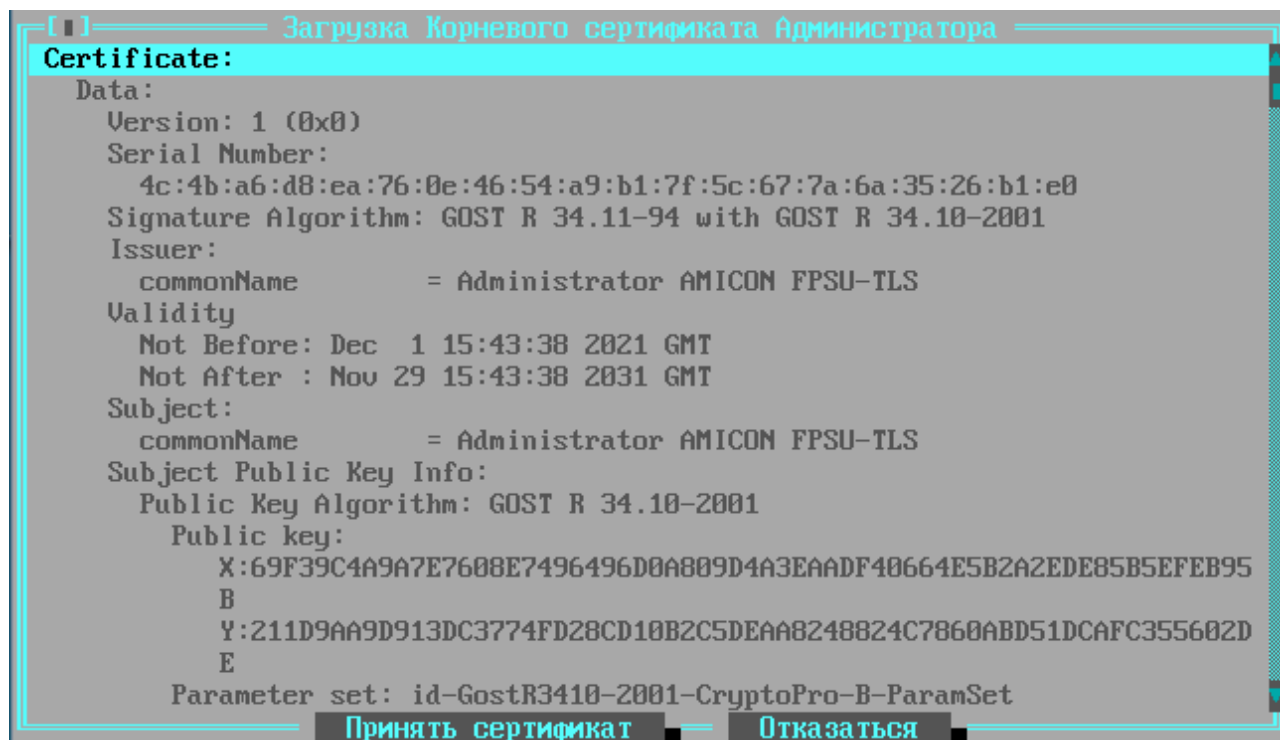 [ ] Загрузка Корневого сертификата Администратора
Certificate:
Data:
Version: 1 (0x0)
Serial Number:
4c:4b:a6:d8:ea:76:0e:46:54:a9:b1:7f:5c:67:7a:6a:35:26:b1:e0
Signature Algorithm: GOST R 34.11-94 with GOST R 34.10-2001
Issuer:
commonName = Administrator AMICON FPSU-TLS
Validity
Not Before: Dec 1 15:43:38 2021 GMT
Not After : Nov 29 15:43:38 2031 GMT
Subject:
commonName = Administrator AMICON FPSU-TLS
Subject Public Key Info:
Public Key Algorithm: GOST R 34.10-2001
Public key:
X:69F39C4A9A7E7608E7496496D0A809D4A3EAADF40664E5B2A2EDE85B5EFEB95
B
Y:211D9AA9D913DC3774FD28CD10B2C5DEAA8248824C7860ABD51DCAFC355602D
E
Parameter set: id-GostR3410-2001-CryptoPro-B-ParamSet
Принять сертификат Отказаться